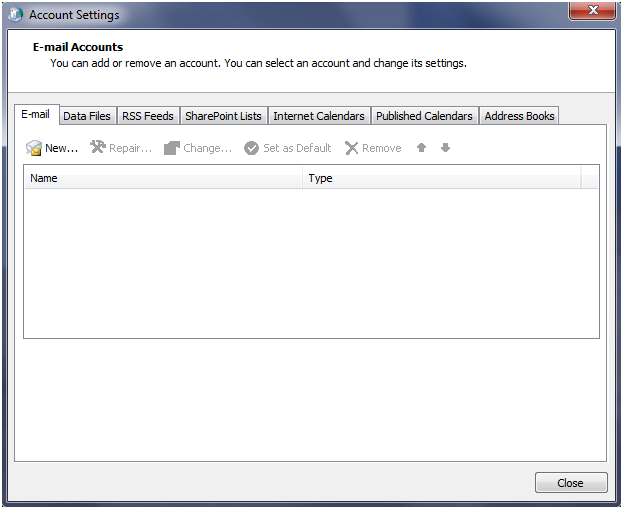 Account Settings
E-mail Accounts
You can add or remove an account. You can select an account and change its settings.
E-mail Data Files RSS Feeds SharePoint Lists Internet Calendars Published Calendars Address Books
New... Repair... Change... Set as Default Remove
Name Type
Close